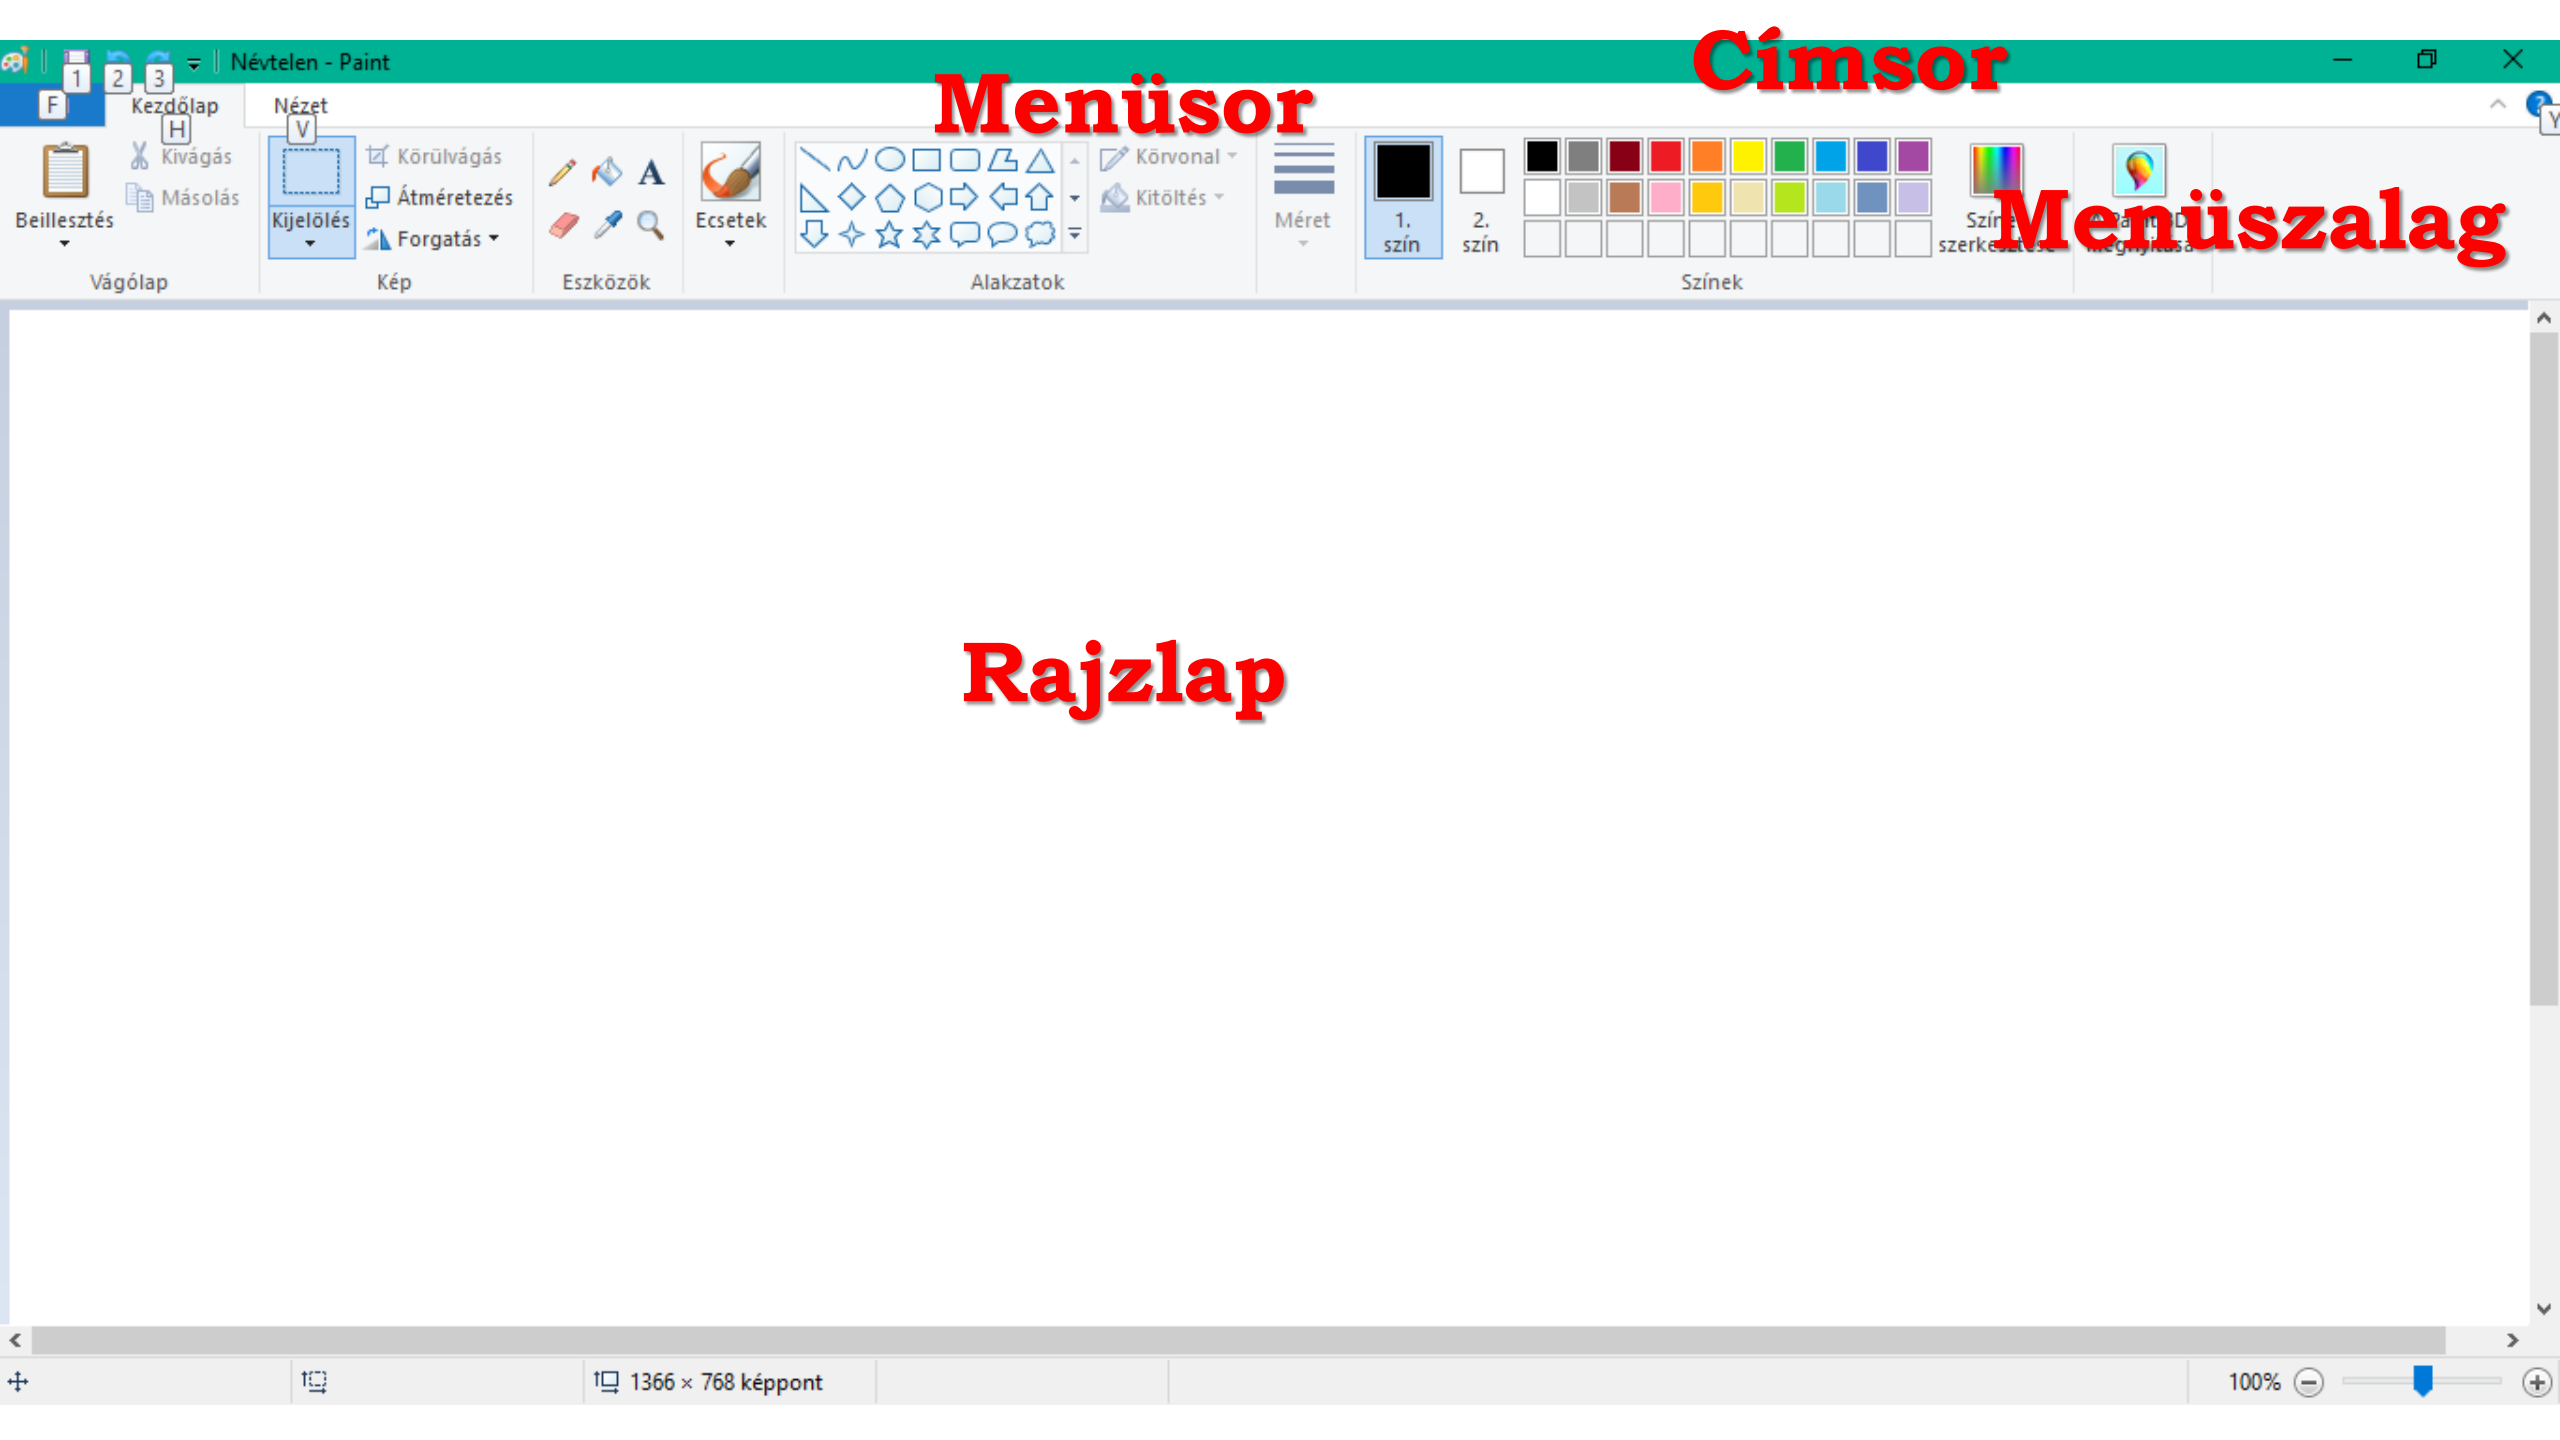 Címsor
Névtelen - Paint
1 2 3
Menüsor
F Kezdőlap Nézet
H V Y
Kivágás
Másolás
Beillesztés
Vágólap
Kijelölés
Körülvágás
Átméretezés
Forgatás
Kép
A
Eszközök
Ecsetek
Körvonal
Kitöltés
Alakzatok
Méret
1.
szín
2.
szín
Színek
Menüszalag
Rajzlap
1366 × 768 képpont
100%